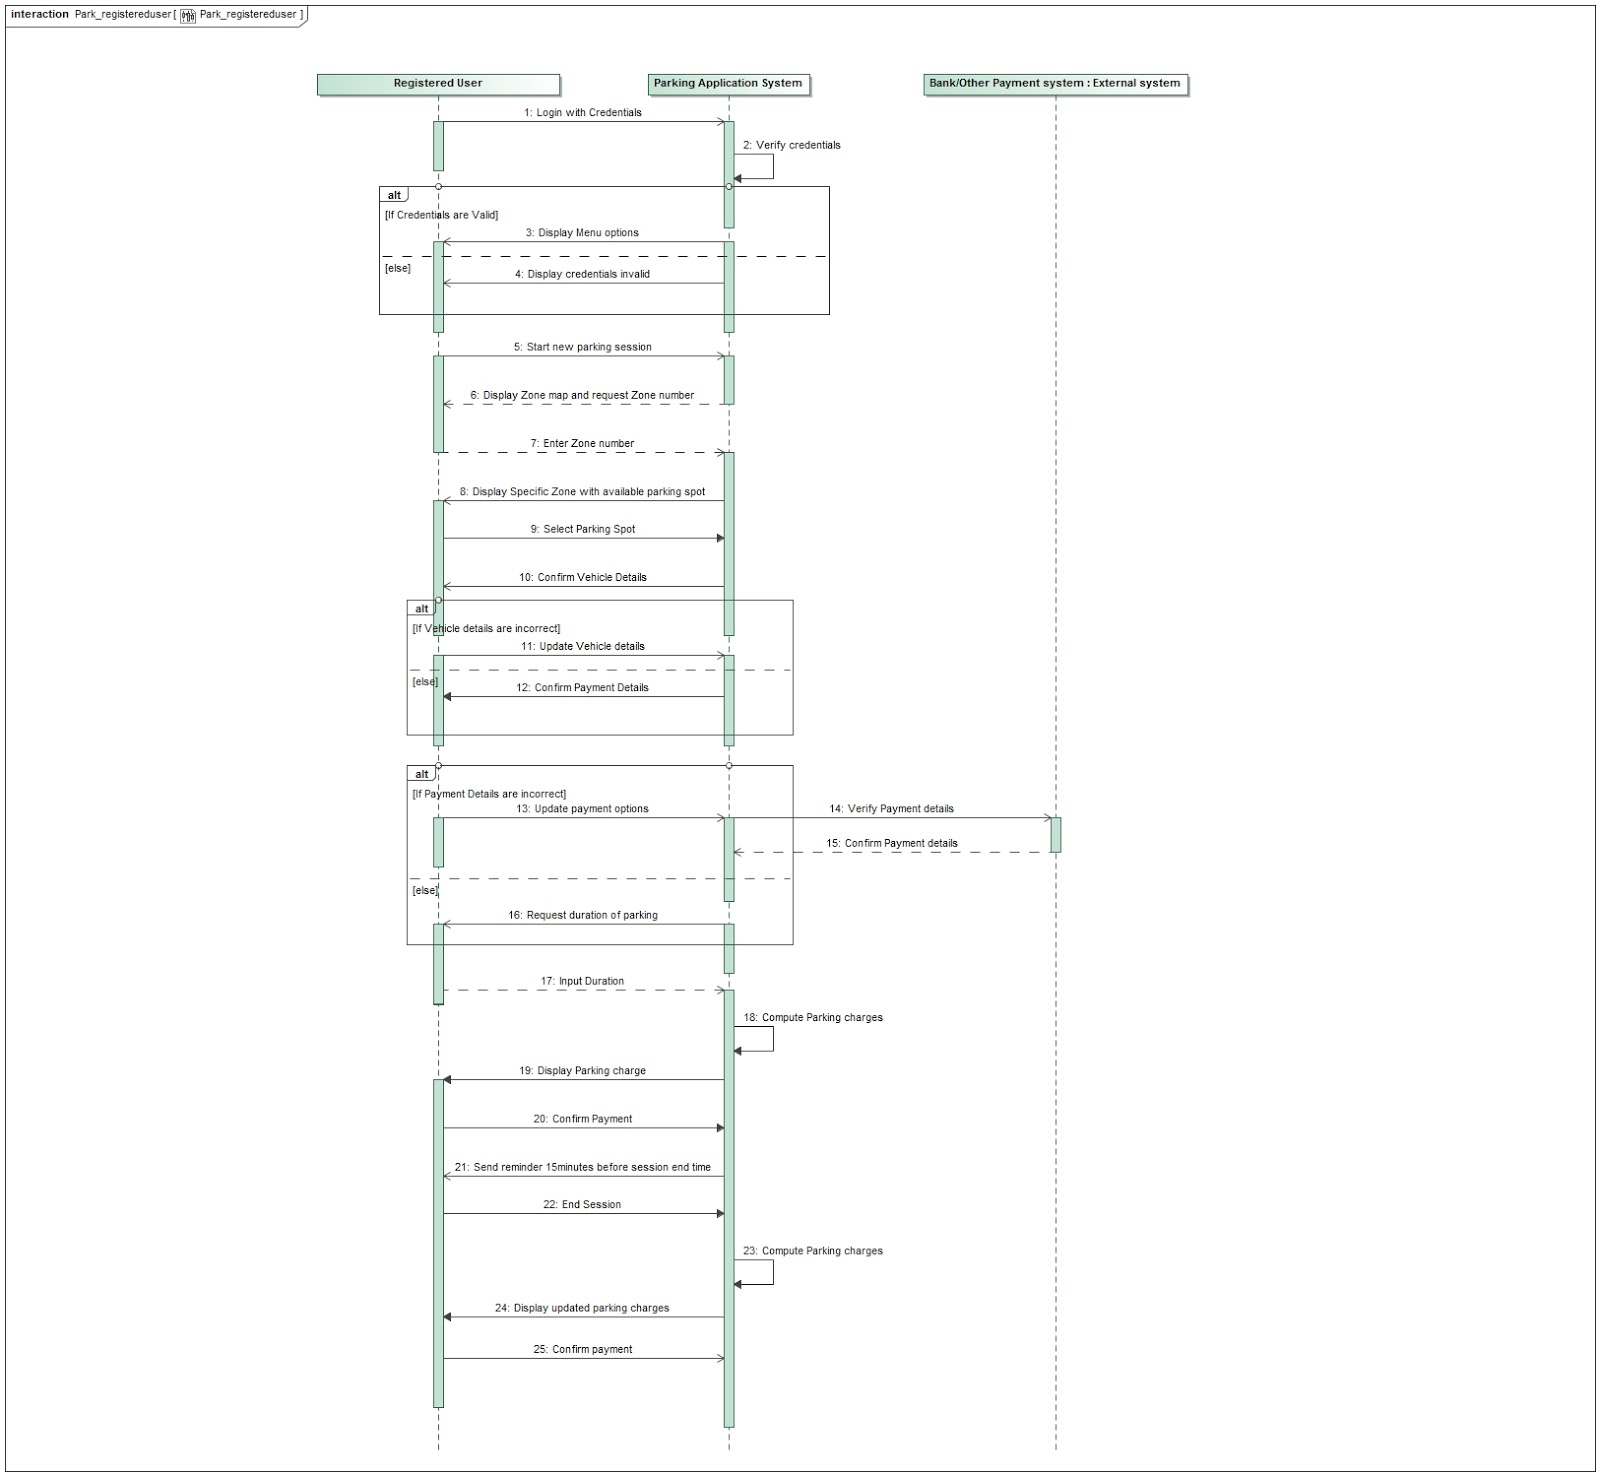 interaction Park_registereduser[ Park_registereduser ]
Registered User
Parking Application System
Bank/Other Payment system : External system
1: Login with Credentials
2: Verify credentials
alt
[If Credentials are Valid]
3: Display Menu options
[else]
4: Display credentials invalid
5: Start new parking session
6: Display Zone map and request Zone number
7: Enter Zone number
8: Display Specific Zone with available parking spot
9: Select Parking Spot
10: Confirm Vehicle Details
alt
[If Vehicle details are incorrect]
11: Update Vehicle details
[else]
12: Confirm Payment Details
alt
[If Payment Details are incorrect]
13: Update payment options
14: Verify Payment details
15: Confirm Payment details
[else]
16: Request duration of parking
17: Input Duration
18: Compute Parking charges
19: Display Parking charge
20: Confirm Payment
21: Send reminder 15minutes before session end time
22: End Session
23: Compute Parking charges
24: Display updated parking charges
25: Confirm payment